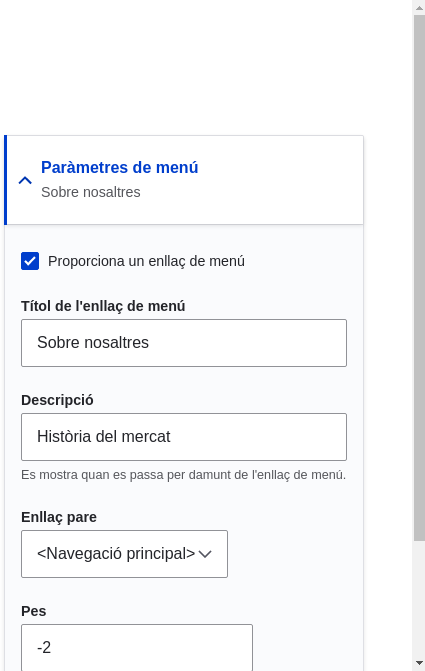 Paràmetres de menú
Sobre nosaltres
Proporciona un enllaç de menú
Títol de l'enllaç de menú
Sobre nosaltres
Descripció
Història del mercat
Es mostra quan es passa per damunt de l'enllaç de menú.
Enllaç pare
<Navegació principal>
Pes
-2